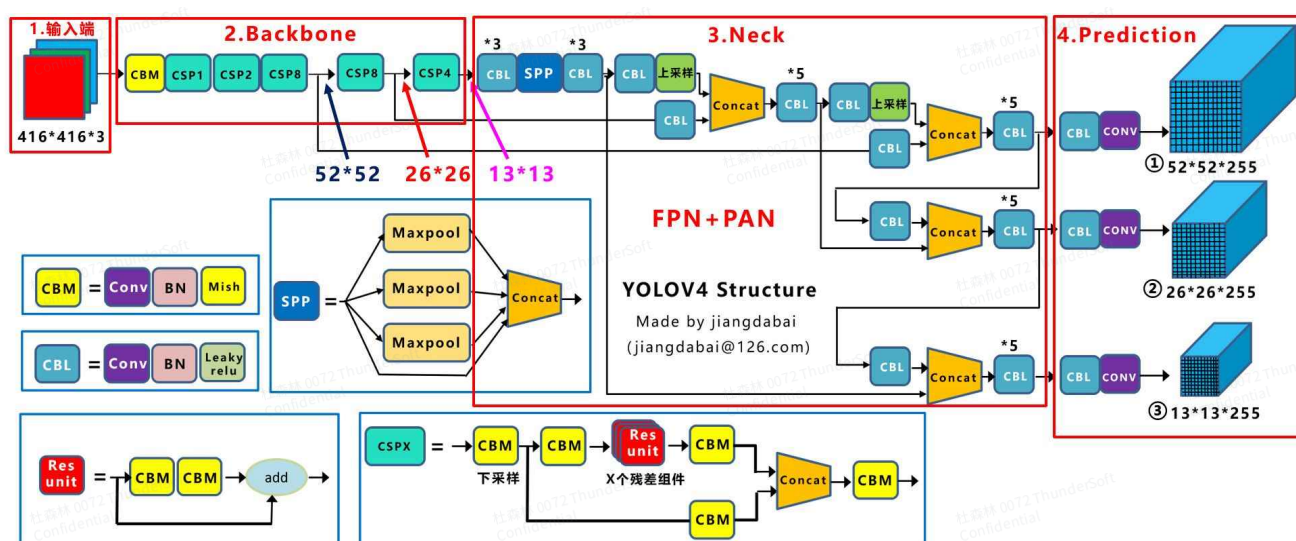 1.输入端
2.Backbone
3.Neck
4.Prediction
416*416*3
CBM
CSP1
CSP2
CSP8
CSP8
CSP4
*3
*3
CBL
SPP
CBL
CBL
上采样
CBL
Concat
*5
CBL
CBL
上采样
CBL
Concat
*5
CBL
CBL
CONV
①52*52*255
52*52
26*26
13*13
FPN+PAN
CBL
Concat
*5
CBL
CBL
CONV
②26*26*255
YOLOV4 Structure
Made by jiangdabai
(jiangdabai@126.com)
CBL
Concat
*5
CBL
CBL
CONV
③13*13*255
CBM
=
Conv
BN
Mish
CBL
=
Conv
BN
Leaky
relu
SPP
=
Maxpool
Maxpool
Maxpool
Concat
Res
unit
=
CBM
CBM
add
CSPX
=
CBM
下采样
CBM
Res
unit
X个残差组件
CBM
CBM
Concat
CBM
杜森林 0072 ThunderSoft
Confidential